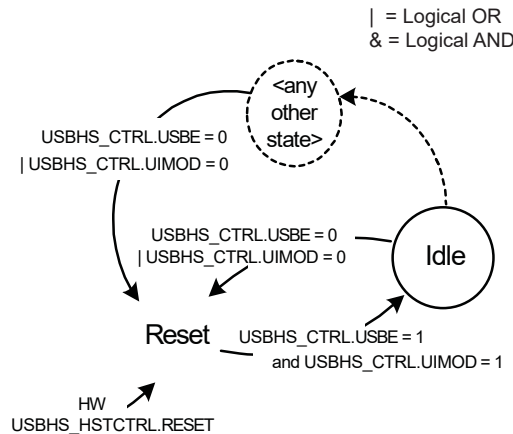 | = Logical OR
& = Logical AND
<any
other
state>
USBHS_CTRL.USBE = 0
| USBHS_CTRL.UIMOD = 0
USBHS_CTRL.USBE = 0
| USBHS_CTRL.UIMOD = 0
Idle
Reset
USBHS_CTRL.USBE = 1
and USBHS_CTRL.UIMOD = 1
HW
USBHS_HSTCTRL.RESET